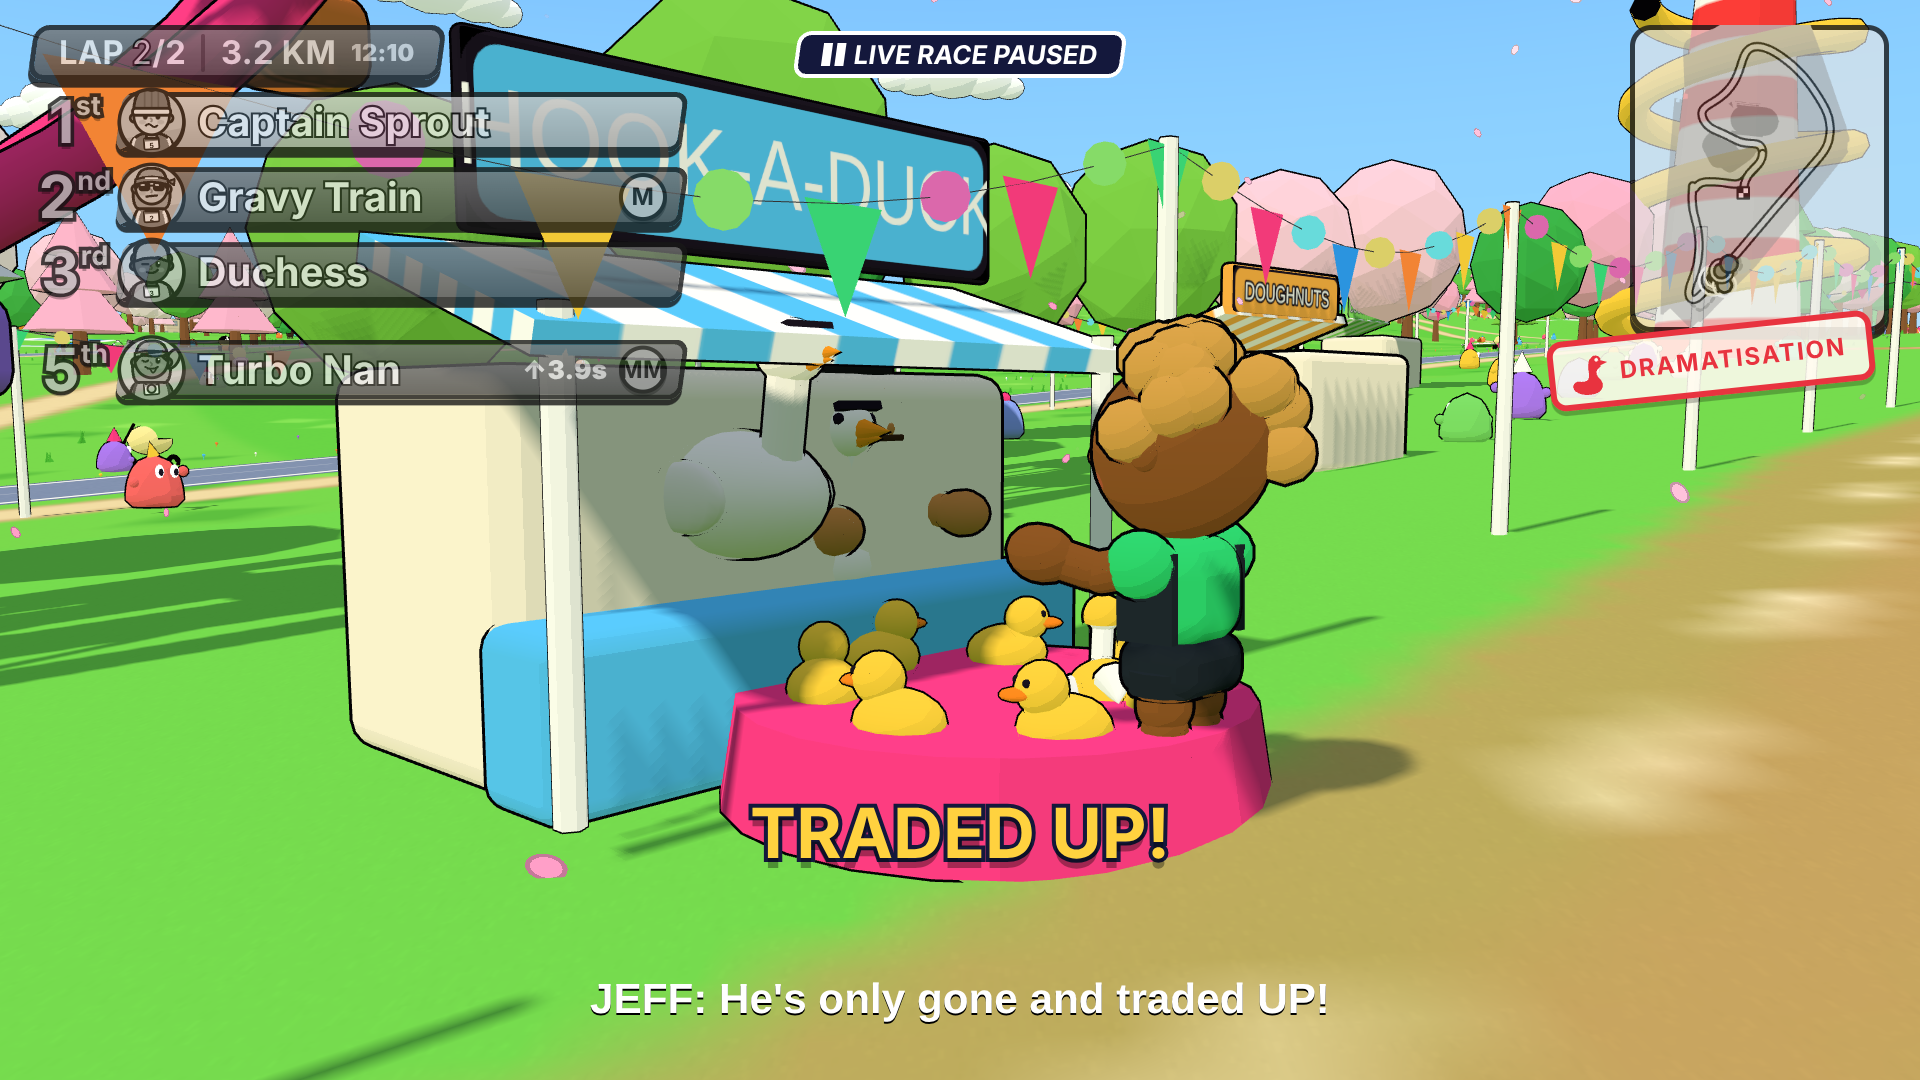 LAP 2/2 3.2 KM 12:10
LIVE RACE PAUSED
1st Captain Sprout
2nd Gravy Train M
3rd Duchess
5th Turbo Nan ↑3.9s MM
HOOK-A-DUCK
DOUGHNUTS
DRAMATISATION
TRADED UP!
JEFF: He's only gone and traded UP!